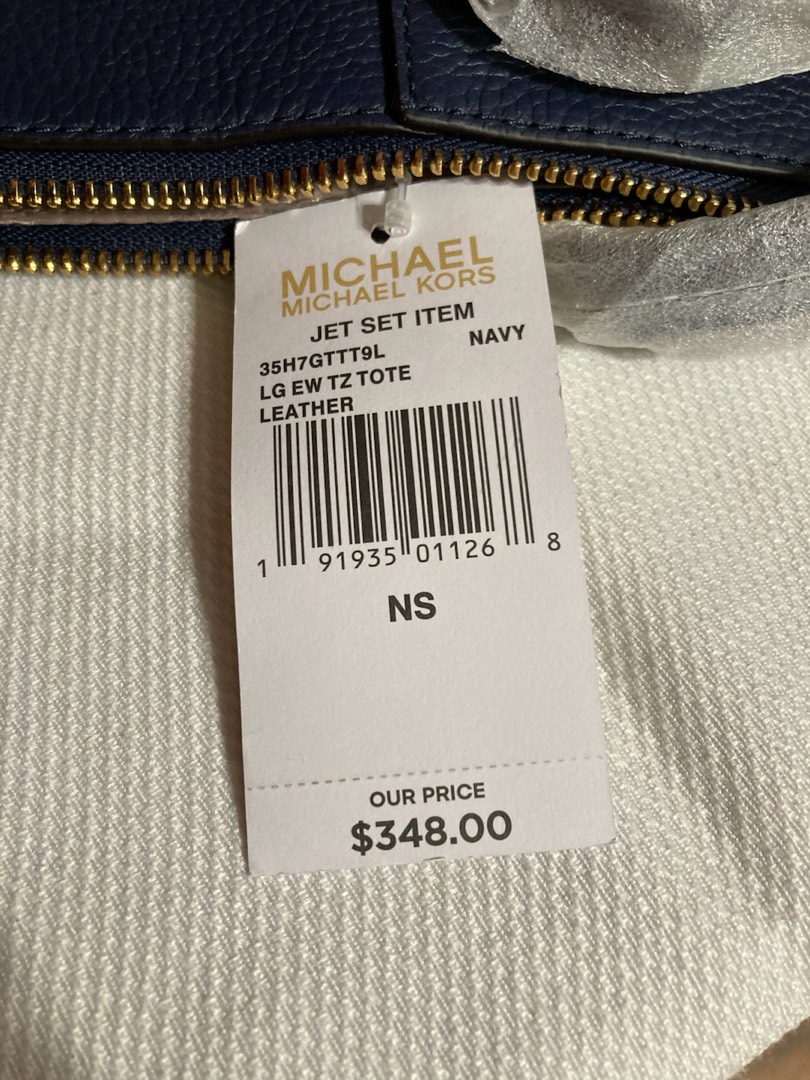 MICHAEL
MICHAEL KORS
JET SET ITEM
35H7GTTT9L NAVY
LG EW TZ TOTE
LEATHER
1 91935 01126 8
NS
OUR PRICE
$348.00